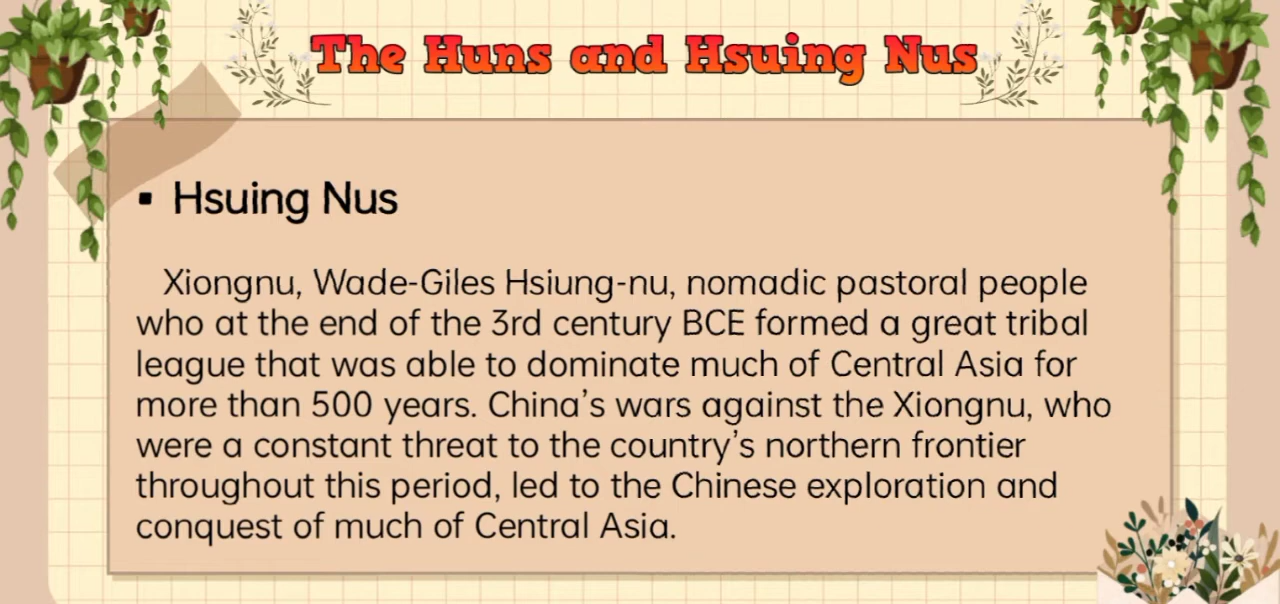 The Huns and Hsuing Nus
▪ Hsuing Nus
Xiongnu, Wade-Giles Hsiung-nu, nomadic pastoral people
who at the end of the 3rd century BCE formed a great tribal
league that was able to dominate much of Central Asia for
more than 500 years. China’s wars against the Xiongnu, who
were a constant threat to the country’s northern frontier
throughout this period, led to the Chinese exploration and
conquest of much of Central Asia.